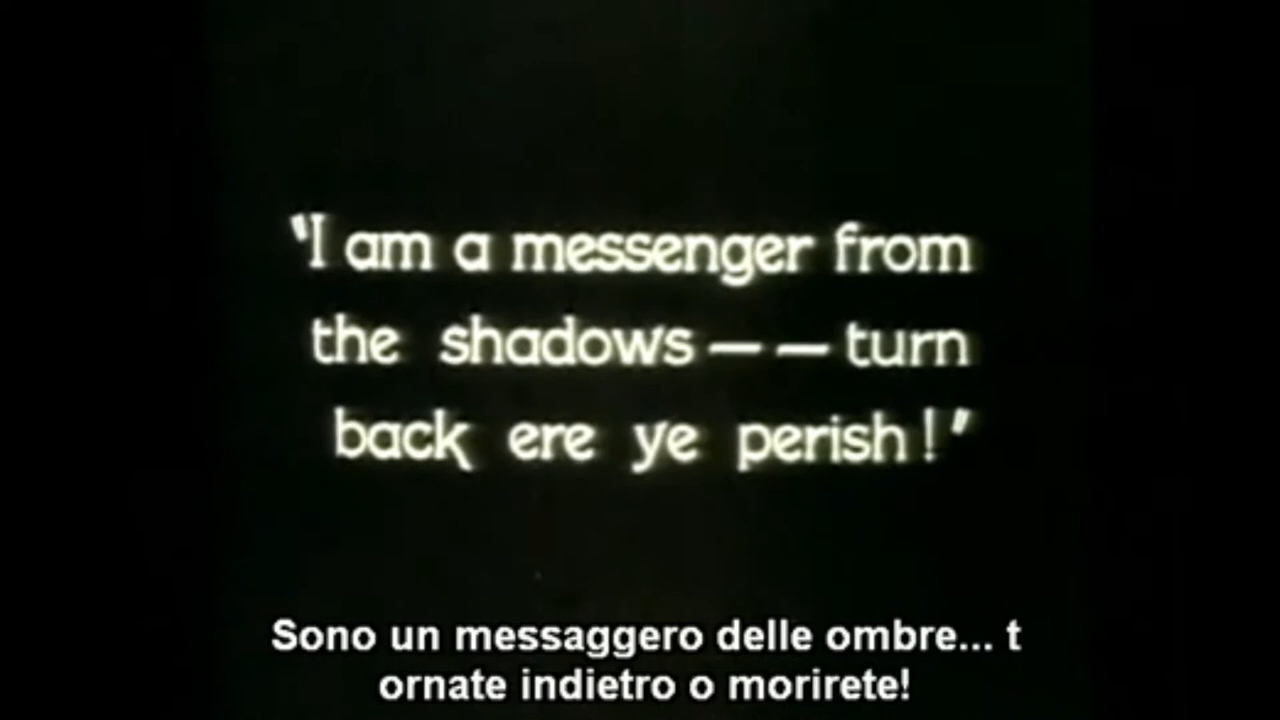 "I am a messenger from
the shadows — — turn
back ere ye perish!"
Sono un messaggero delle ombre... t
ornate indietro o morirete!